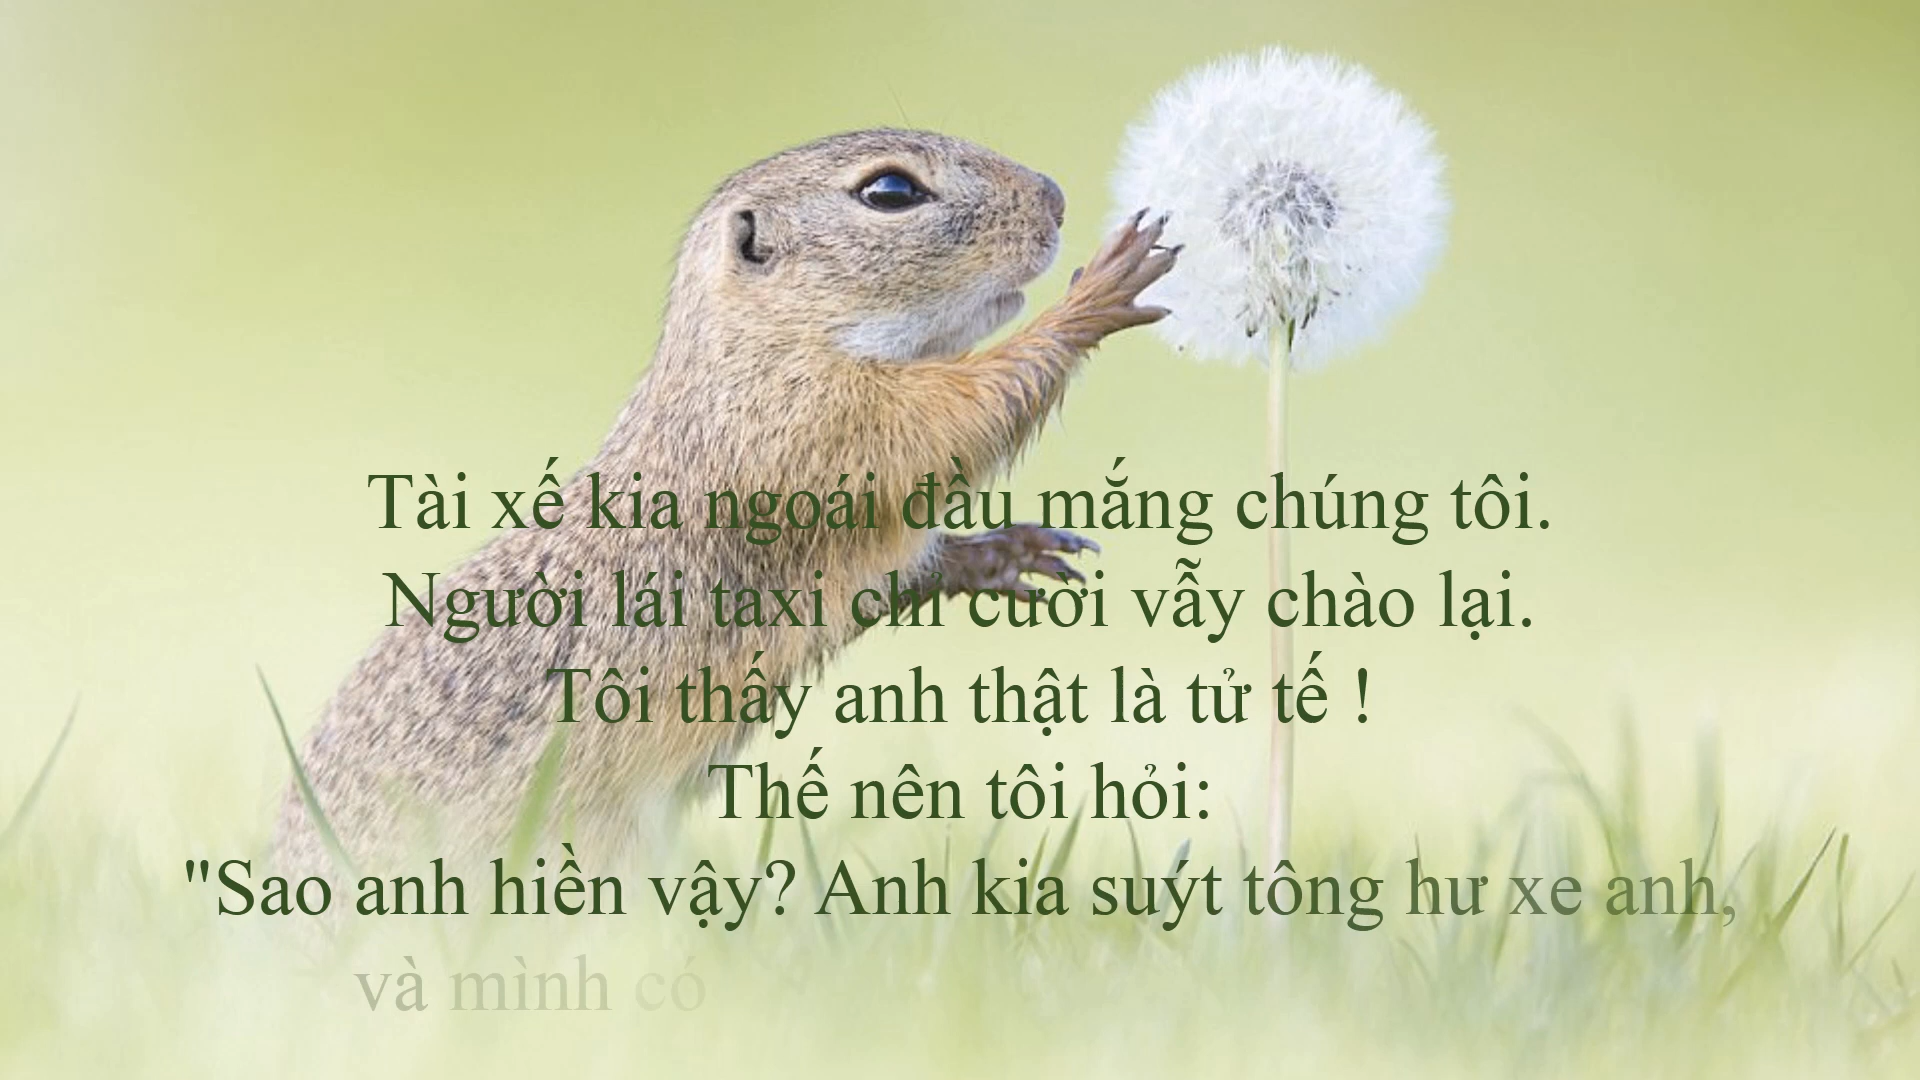 Tài xế kia ngoái đầu mắng chúng tôi.
Người lái taxi chỉ cười vẫy chào lại.
Tôi thấy anh thật là tử tế !
Thế nên tôi hỏi:
"Sao anh hiền vậy? Anh kia suýt tông hư xe anh,
và mình có